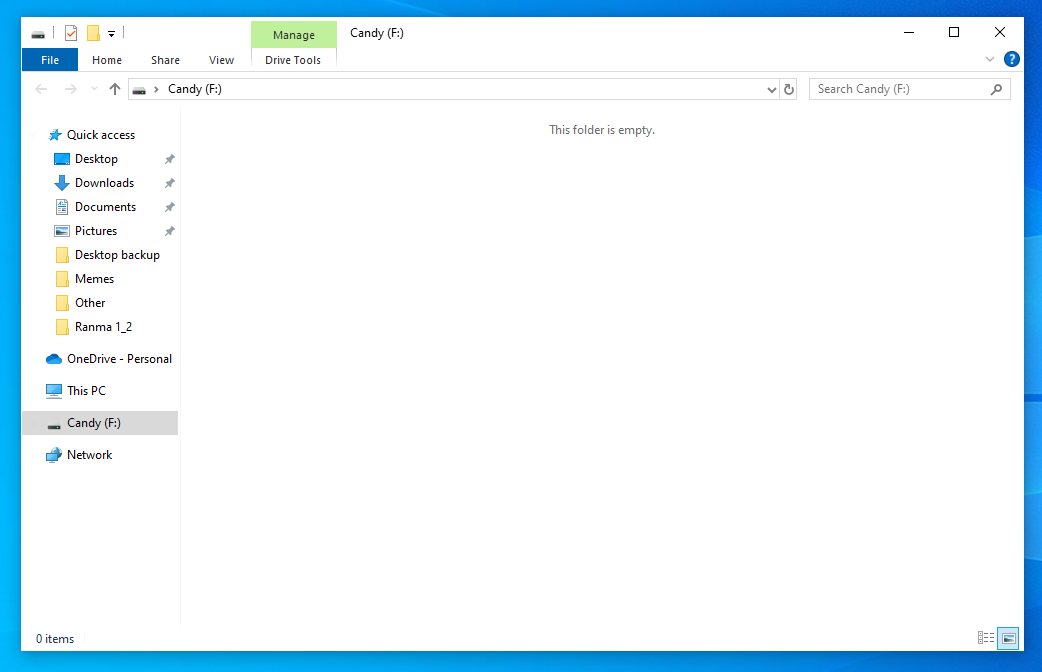 Manage
Candy (F:)
File
Home
Share
View
Drive Tools
?
Candy (F:)
Search Candy (F:)
This folder is empty.
Quick access
Desktop
Downloads
Documents
Pictures
Desktop backup
Memes
Other
Ranma 1_2
OneDrive - Personal
This PC
Candy (F:)
Network
0 items